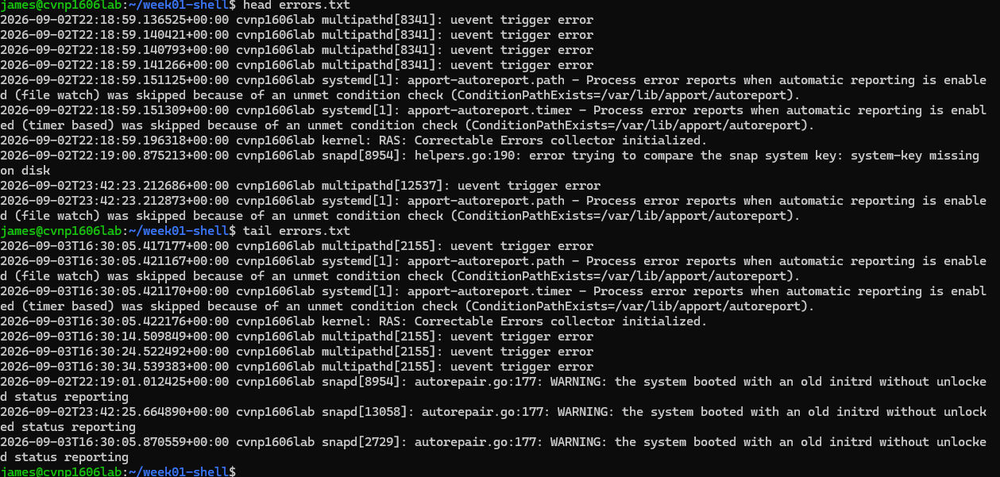 james@cvnp1606lab:~/week01-shell$ head errors.txt
2026-09-02T22:18:59.136525+00:00 cvnp1606lab multipathd[8341]: uevent trigger error
2026-09-02T22:18:59.140421+00:00 cvnp1606lab multipathd[8341]: uevent trigger error
2026-09-02T22:18:59.140793+00:00 cvnp1606lab multipathd[8341]: uevent trigger error
2026-09-02T22:18:59.141266+00:00 cvnp1606lab multipathd[8341]: uevent trigger error
2026-09-02T22:18:59.151125+00:00 cvnp1606lab systemd[1]: apport-autoreport.path - Process error reports when automatic reporting is enable
d (file watch) was skipped because of an unmet condition check (ConditionPathExists=/var/lib/apport/autoreport).
2026-09-02T22:18:59.151309+00:00 cvnp1606lab systemd[1]: apport-autoreport.timer - Process error reports when automatic reporting is enabl
ed (timer based) was skipped because of an unmet condition check (ConditionPathExists=/var/lib/apport/autoreport).
2026-09-02T22:18:59.196318+00:00 cvnp1606lab kernel: RAS: Correctable Errors collector initialized.
2026-09-02T22:19:00.875213+00:00 cvnp1606lab snapd[8954]: helpers.go:190: error trying to compare the snap system key: system-key missing
on disk
2026-09-02T23:42:23.212686+00:00 cvnp1606lab multipathd[12537]: uevent trigger error
2026-09-02T23:42:23.212873+00:00 cvnp1606lab systemd[1]: apport-autoreport.path - Process error reports when automatic reporting is enable
d (file watch) was skipped because of an unmet condition check (ConditionPathExists=/var/lib/apport/autoreport).
james@cvnp1606lab:~/week01-shell$ tail errors.txt
2026-09-03T16:30:05.417177+00:00 cvnp1606lab multipathd[2155]: uevent trigger error
2026-09-03T16:30:05.421167+00:00 cvnp1606lab systemd[1]: apport-autoreport.path - Process error reports when automatic reporting is enable
d (file watch) was skipped because of an unmet condition check (ConditionPathExists=/var/lib/apport/autoreport).
2026-09-03T16:30:05.421170+00:00 cvnp1606lab systemd[1]: apport-autoreport.timer - Process error reports when automatic reporting is enabl
ed (timer based) was skipped because of an unmet condition check (ConditionPathExists=/var/lib/apport/autoreport).
2026-09-03T16:30:05.422176+00:00 cvnp1606lab kernel: RAS: Correctable Errors collector initialized.
2026-09-03T16:30:14.509849+00:00 cvnp1606lab multipathd[2155]: uevent trigger error
2026-09-03T16:30:24.522492+00:00 cvnp1606lab multipathd[2155]: uevent trigger error
2026-09-03T16:30:34.539383+00:00 cvnp1606lab multipathd[2155]: uevent trigger error
2026-09-02T22:19:01.012425+00:00 cvnp1606lab snapd[8954]: autorepair.go:177: WARNING: the system booted with an old initrd without unlocke
d status reporting
2026-09-02T23:42:25.664890+00:00 cvnp1606lab snapd[13058]: autorepair.go:177: WARNING: the system booted with an old initrd without unlock
ed status reporting
2026-09-03T16:30:05.870559+00:00 cvnp1606lab snapd[2729]: autorepair.go:177: WARNING: the system booted with an old initrd without unlocke
d status reporting
james@cvnp1606lab:~/week01-shell$